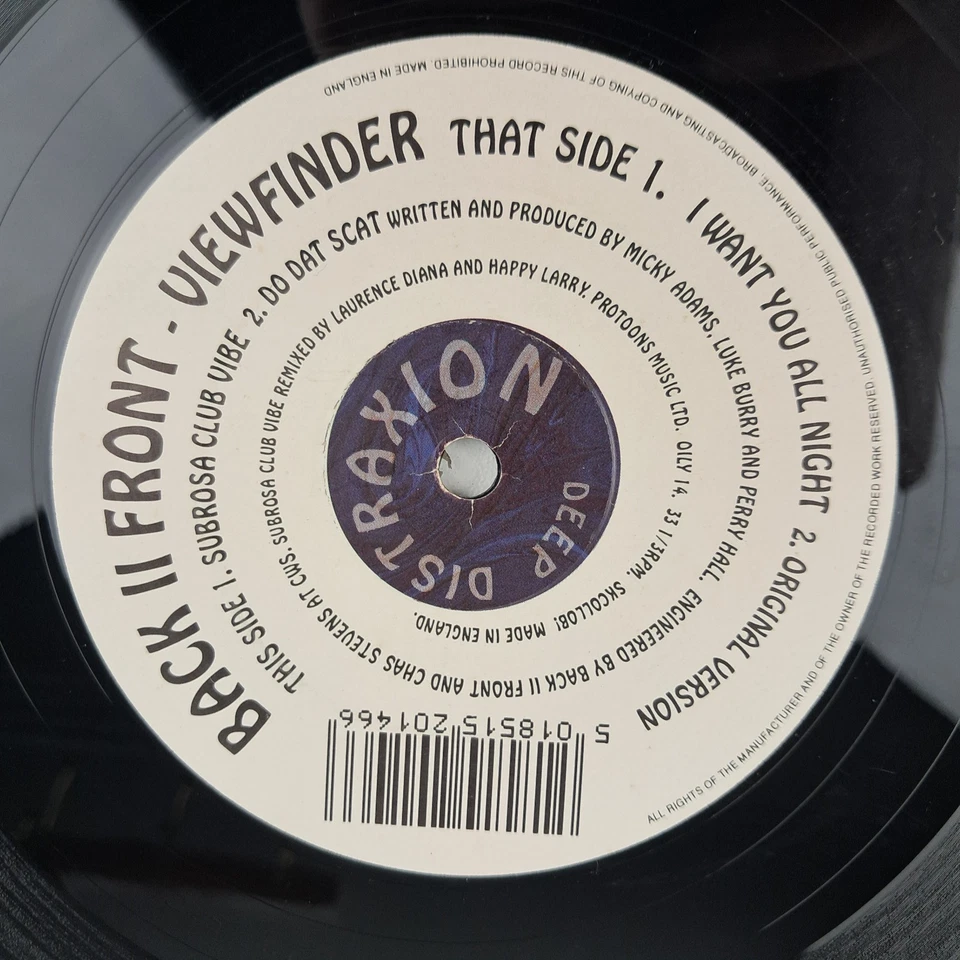 BACK II FRONT - VIEWFINDER THAT SIDE 1. I WANT YOU ALL NIGHT 2. ORIGINAL VERSION
THIS SIDE 1. SUBROSA CLUB VIBE 2. DO DAT SCAT WRITTEN AND PRODUCED BY MICKY ADAMS, LUKE BURRY AND PERRY HALL. ENGINEERED BY BACK II FRONT AND CHAS STEVENS AT CWS. SUBROSA CLUB VIBE REMIXED BY LAURENCE DIANA AND HAPPY LARRY. PROTOONS MUSIC LTD. OILY 14. 33 1/3RPM. SKCOLLOB! MADE IN ENGLAND.
DEEP DISTRAXION
ALL RIGHTS OF THE MANUFACTURER AND OF THE OWNER OF THE RECORDED WORK RESERVED. UNAUTHORISED PUBLIC PERFORMANCE, BROADCASTING AND COPYING OF THIS RECORD PROHIBITED. MADE IN ENGLAND
5 018515 201466